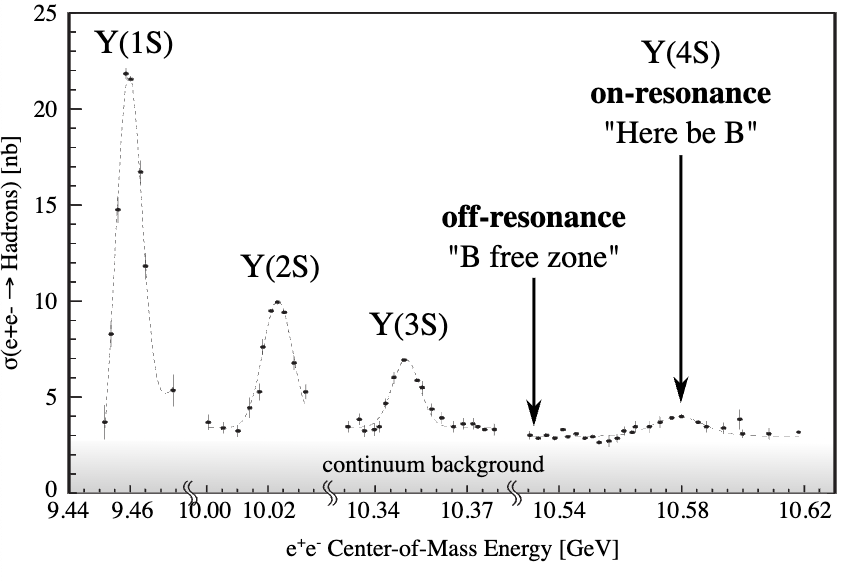 25
20
15
10
5
0
σ(e+e- → Hadrons) [nb]
Υ(1S)
Υ(2S)
Υ(3S)
Υ(4S)
on-resonance
"Here be B"
off-resonance
"B free zone"
continuum background
9.44 9.46 10.00 10.02 10.34 10.37 10.54 10.58 10.62
e⁺e⁻ Center-of-Mass Energy [GeV]